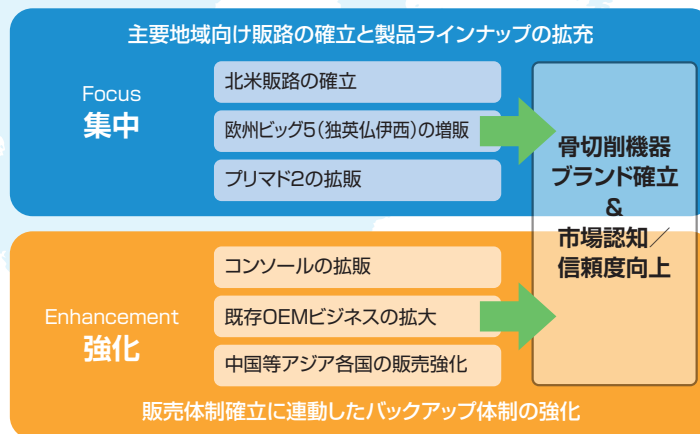 主要地域向け販路の確立と製品ラインナップの拡充
Focus
集中
北米販路の確立
欧州ビッグ5(独英仏伊西)の増販
プリマド2の拡販
Enhancement
強化
コンソールの拡販
既存OEMビジネスの拡大
中国等アジア各国の販売強化
販売体制確立に連動したバックアップ体制の強化
骨切削機器
ブランド確立
&
市場認知／
信頼度向上